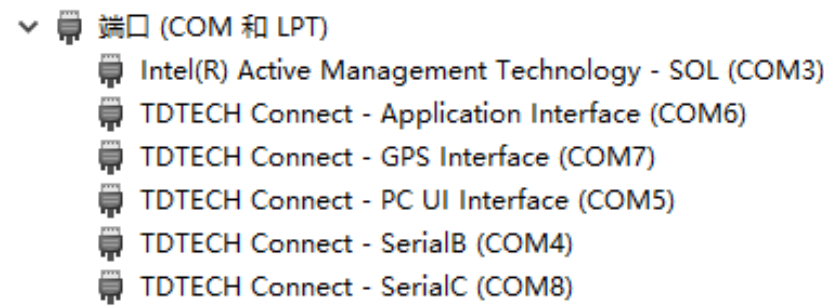 端口 (COM 和 LPT)
Intel(R) Active Management Technology - SOL (COM3)
TDTECH Connect - Application Interface (COM6)
TDTECH Connect - GPS Interface (COM7)
TDTECH Connect - PC UI Interface (COM5)
TDTECH Connect - SerialB (COM4)
TDTECH Connect - SerialC (COM8)